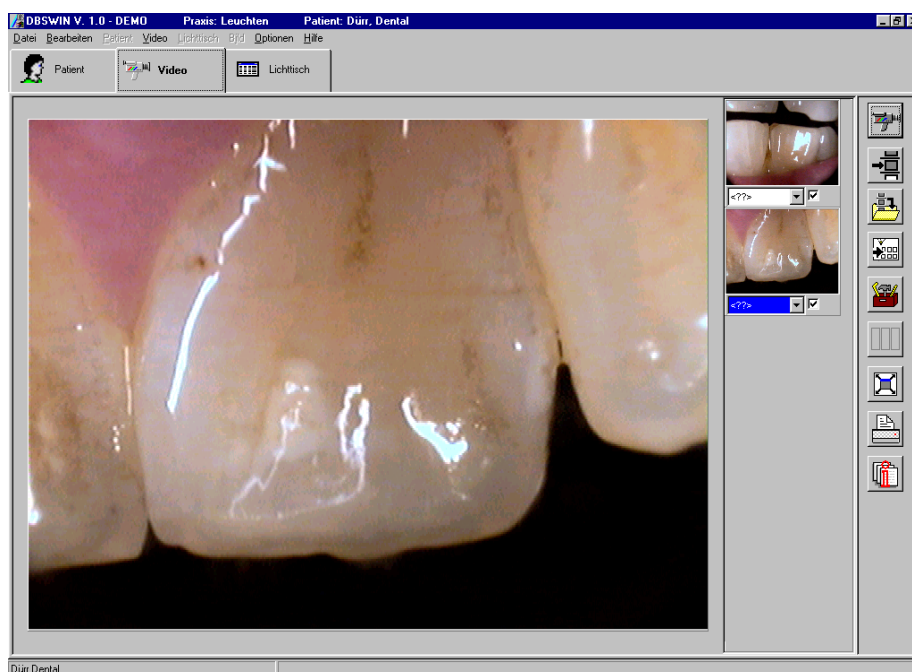 DBSWIN V. 1.0 - DEMO Praxis: Leuchten Patient: Dürr, Dental
Datei Bearbeiten Patient Video Lichttisch Bild Optionen Hilfe
Patient Video Lichttisch
<??>
<??>
Dürr Dental